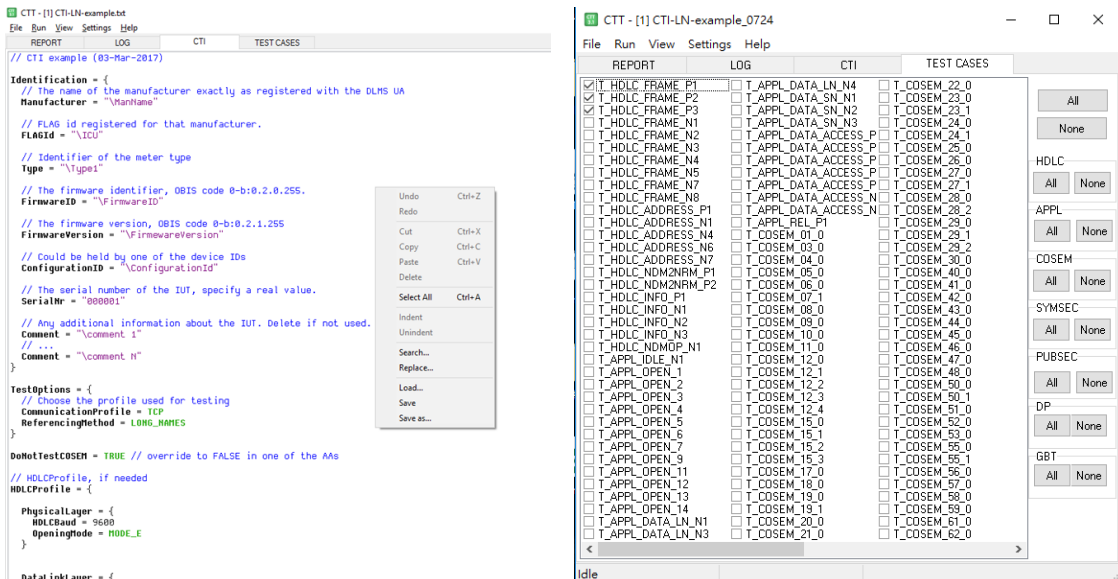 CTT - [1] CTI-LN-example.txt
File Run View Settings Help
REPORT LOG CTI TEST CASES
// CTI example (03-Mar-2017)
Identification = {
// The name of the manufacturer exactly as registered with the DLMS UA
Manufacturer = "\ManName"
// FLAG id registered for that manufacturer.
FLAGId = "\ICU"
// Identifier of the meter type
Type = "\Type1"
// The firmware identifier, OBIS code 0-b:0.2.0.255.
FirmwareID = "\FirmwareID"
// The firmware version, OBIS code 0-b:0.2.1.255
FirmwareVersion = "\FirmewareVersion"
// Could be held by one of the device IDs
ConfigurationID = "\ConfigurationId"
// The serial number of the IUT, specify a real value.
SerialNr = "000001"
// Any additional information about the IUT. Delete if not used.
Comment = "\comment 1"
// ...
Comment = "\comment N"
}
TestOptions = {
// Choose the profile used for testing
CommunicationProfile = TCP
ReferencingMethod = LONG_NAMES
}
DoNotTestCOSEM = TRUE // override to FALSE in one of the AAs
// HDLCProfile, if needed
HDLCProfile = {
PhysicalLayer = {
HDLCBaud = 9600
OpeningMode = MODE_E
}
DataLinkLayer = {
Undo Ctrl+Z
Redo
Cut Ctrl+X
Copy Ctrl+C
Paste Ctrl+V
Delete
Select All Ctrl+A
Indent
Unindent
Search...
Replace...
Load...
Save
Save as...
CTT - [1] CTI-LN-example_0724
File Run View Settings Help
REPORT LOG CTI TEST CASES
T_HDLC_FRAME_P1 T_APPL_DATA_LN_N4 T_COSEM_22_0
T_HDLC_FRAME_P2 T_APPL_DATA_SN_N1 T_COSEM_23_0
T_HDLC_FRAME_P3 T_APPL_DATA_SN_N2 T_COSEM_23_1
T_HDLC_FRAME_N1 T_APPL_DATA_SN_N3 T_COSEM_24_0
T_HDLC_FRAME_N2 T_APPL_DATA_ACCESS_P T_COSEM_24_1
T_HDLC_FRAME_N3 T_APPL_DATA_ACCESS_P T_COSEM_25_0
T_HDLC_FRAME_N4 T_APPL_DATA_ACCESS_P T_COSEM_26_0
T_HDLC_FRAME_N5 T_APPL_DATA_ACCESS_P T_COSEM_27_0
T_HDLC_FRAME_N7 T_APPL_DATA_ACCESS_P T_COSEM_27_1
T_HDLC_FRAME_N8 T_APPL_DATA_ACCESS_N T_COSEM_28_0
T_HDLC_ADDRESS_P1 T_APPL_DATA_ACCESS_N T_COSEM_28_2
T_HDLC_ADDRESS_N1 T_APPL_REL_P1 T_COSEM_29_0
T_HDLC_ADDRESS_N4 T_COSEM_01_0 T_COSEM_29_1
T_HDLC_ADDRESS_N6 T_COSEM_03_0 T_COSEM_29_2
T_HDLC_ADDRESS_N7 T_COSEM_04_0 T_COSEM_30_0
T_HDLC_NDM2NRM_P1 T_COSEM_05_0 T_COSEM_40_0
T_HDLC_NDM2NRM_P2 T_COSEM_06_0 T_COSEM_41_0
T_HDLC_INFO_P1 T_COSEM_07_1 T_COSEM_42_0
T_HDLC_INFO_N1 T_COSEM_08_0 T_COSEM_43_0
T_HDLC_INFO_N2 T_COSEM_09_0 T_COSEM_44_0
T_HDLC_INFO_N3 T_COSEM_10_0 T_COSEM_45_0
T_HDLC_NDMOP_N1 T_COSEM_11_0 T_COSEM_46_0
T_APPL_IDLE_N1 T_COSEM_12_0 T_COSEM_47_0
T_APPL_OPEN_1 T_COSEM_12_1 T_COSEM_48_0
T_APPL_OPEN_2 T_COSEM_12_2 T_COSEM_50_0
T_APPL_OPEN_3 T_COSEM_12_3 T_COSEM_50_1
T_APPL_OPEN_4 T_COSEM_12_4 T_COSEM_51_0
T_APPL_OPEN_5 T_COSEM_15_0 T_COSEM_52_0
T_APPL_OPEN_6 T_COSEM_15_1 T_COSEM_53_0
T_APPL_OPEN_7 T_COSEM_15_2 T_COSEM_55_0
T_APPL_OPEN_9 T_COSEM_15_3 T_COSEM_55_1
T_APPL_OPEN_11 T_COSEM_17_0 T_COSEM_56_0
T_APPL_OPEN_12 T_COSEM_18_0 T_COSEM_57_0
T_APPL_OPEN_13 T_COSEM_19_0 T_COSEM_58_0
T_APPL_OPEN_14 T_COSEM_19_1 T_COSEM_59_0
T_APPL_DATA_LN_N1 T_COSEM_20_0 T_COSEM_61_0
T_APPL_DATA_LN_N3 T_COSEM_21_0 T_COSEM_62_0
All
None
HDLC
All None
APPL
All None
COSEM
All None
SYMSEC
All None
PUBSEC
All None
DP
All None
GBT
All None
Idle